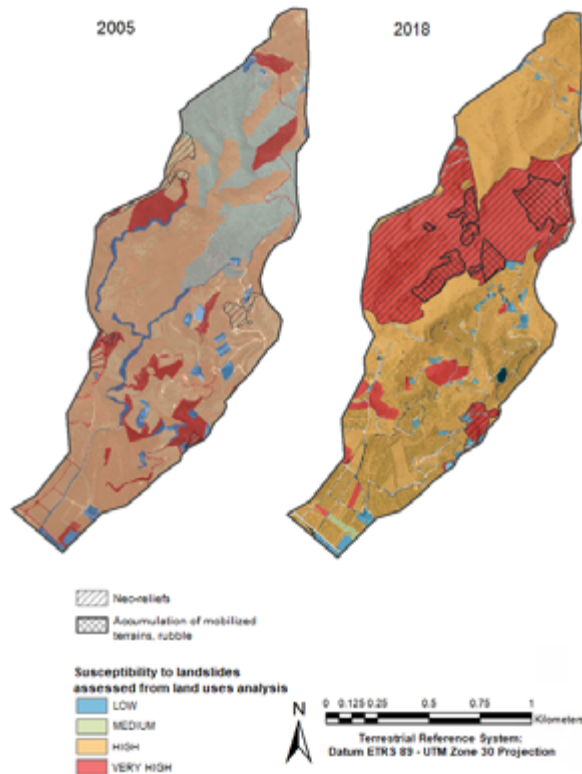 2005
2018
Neo-reliefs
Accumulation of mobilized
terrains, rubble
Susceptibility to landslides
assessed from land uses analysis
LOW
MEDIUM
HIGH
VERY HIGH
N
0 0.125 0.25 0.5 0.75 1
Kilometers
Terrestrial Reference System:
Datum ETRS 89 - UTM Zone 30 Projection